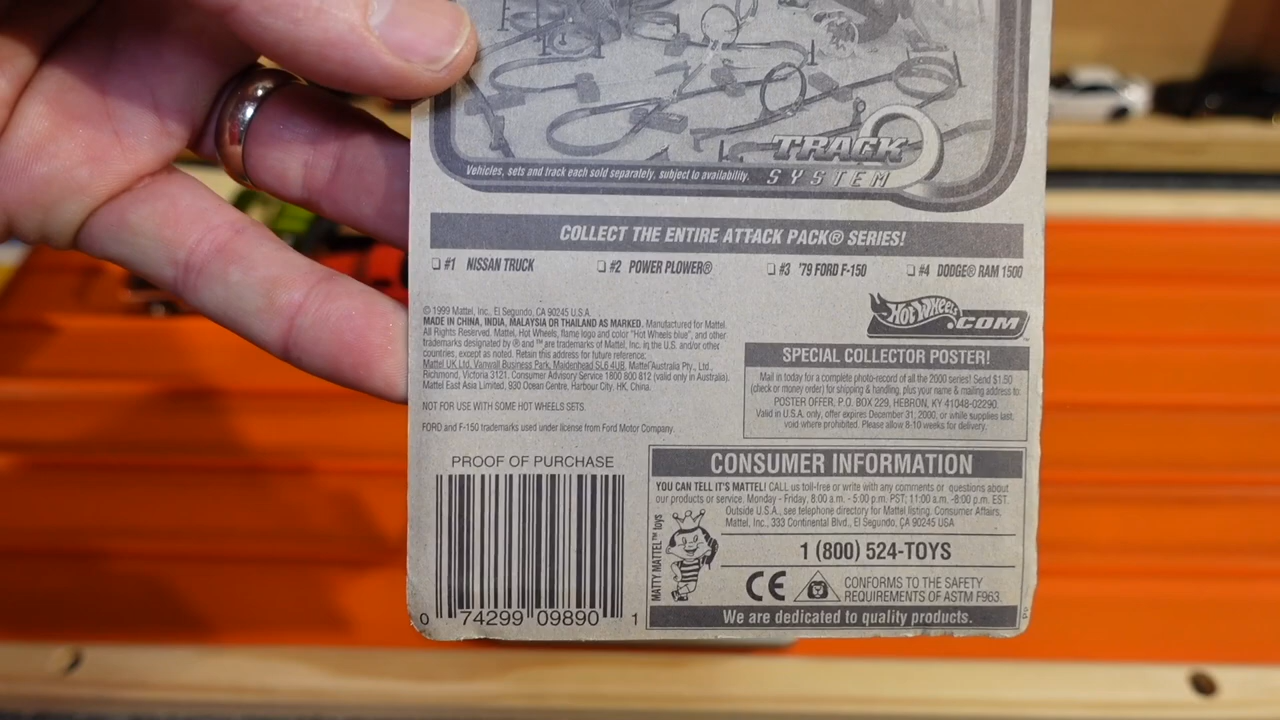 TRACK
SYSTEM
Vehicles, sets and track each sold separately, subject to availability.
COLLECT THE ENTIRE ATTACK PACK® SERIES!
❏ #1 NISSAN TRUCK ❏ #2 POWER PLOWER® ❏ #3 '79 FORD F-150 ❏ #4 DODGE® RAM 1500
© 1999 Mattel, Inc., El Segundo, CA 90245 U.S.A.
MADE IN CHINA, INDIA, MALAYSIA OR THAILAND AS MARKED. Manufactured for Mattel.
All Rights Reserved. Mattel, Hot Wheels, flame logo and color "Hot Wheels blue", and other
trademarks designated by ® and ™ are trademarks of Mattel, Inc. in the U.S. and/or other
countries, except as noted. Retain this address for future reference:
Mattel UK Ltd, Vanwall Business Park, Maidenhead SL6 4UB. Mattel Australia Pty., Ltd.,
Richmond, Victoria 3121. Consumer Advisory Service 1800 800 812 (valid only in Australia).
Mattel East Asia Limited, 930 Ocean Centre, Harbour City, HK, China.
NOT FOR USE WITH SOME HOT WHEELS SETS.
FORD and F-150 trademarks used under license from Ford Motor Company.
Hot Wheels .COM ™
SPECIAL COLLECTOR POSTER!
Mail in today for a complete photo-record of all the 2000 series! Send $1.50
(check or money order) for shipping & handling, plus your name & mailing address to:
POSTER OFFER, P.O. BOX 229, HEBRON, KY 41048-02290.
Valid in U.S.A. only, offer expires December 31, 2000, or while supplies last,
void where prohibited. Please allow 8-10 weeks for delivery.
PROOF OF PURCHASE
0 74299 09890 1
CONSUMER INFORMATION
YOU CAN TELL IT'S MATTEL! CALL us toll-free or write with any comments or questions about
our products or service. Monday - Friday, 8:00 a.m. - 5:00 p.m. PST; 11:00 a.m. -8:00 p.m. EST.
Outside U.S.A., see telephone directory for Mattel listing. Consumer Affairs,
Mattel, Inc., 333 Continental Blvd., El Segundo, CA 90245 USA
MATTY MATTEL™ toys
1 (800) 524-TOYS
CE
CONFORMS TO THE SAFETY
REQUIREMENTS OF ASTM F963.
We are dedicated to quality products.